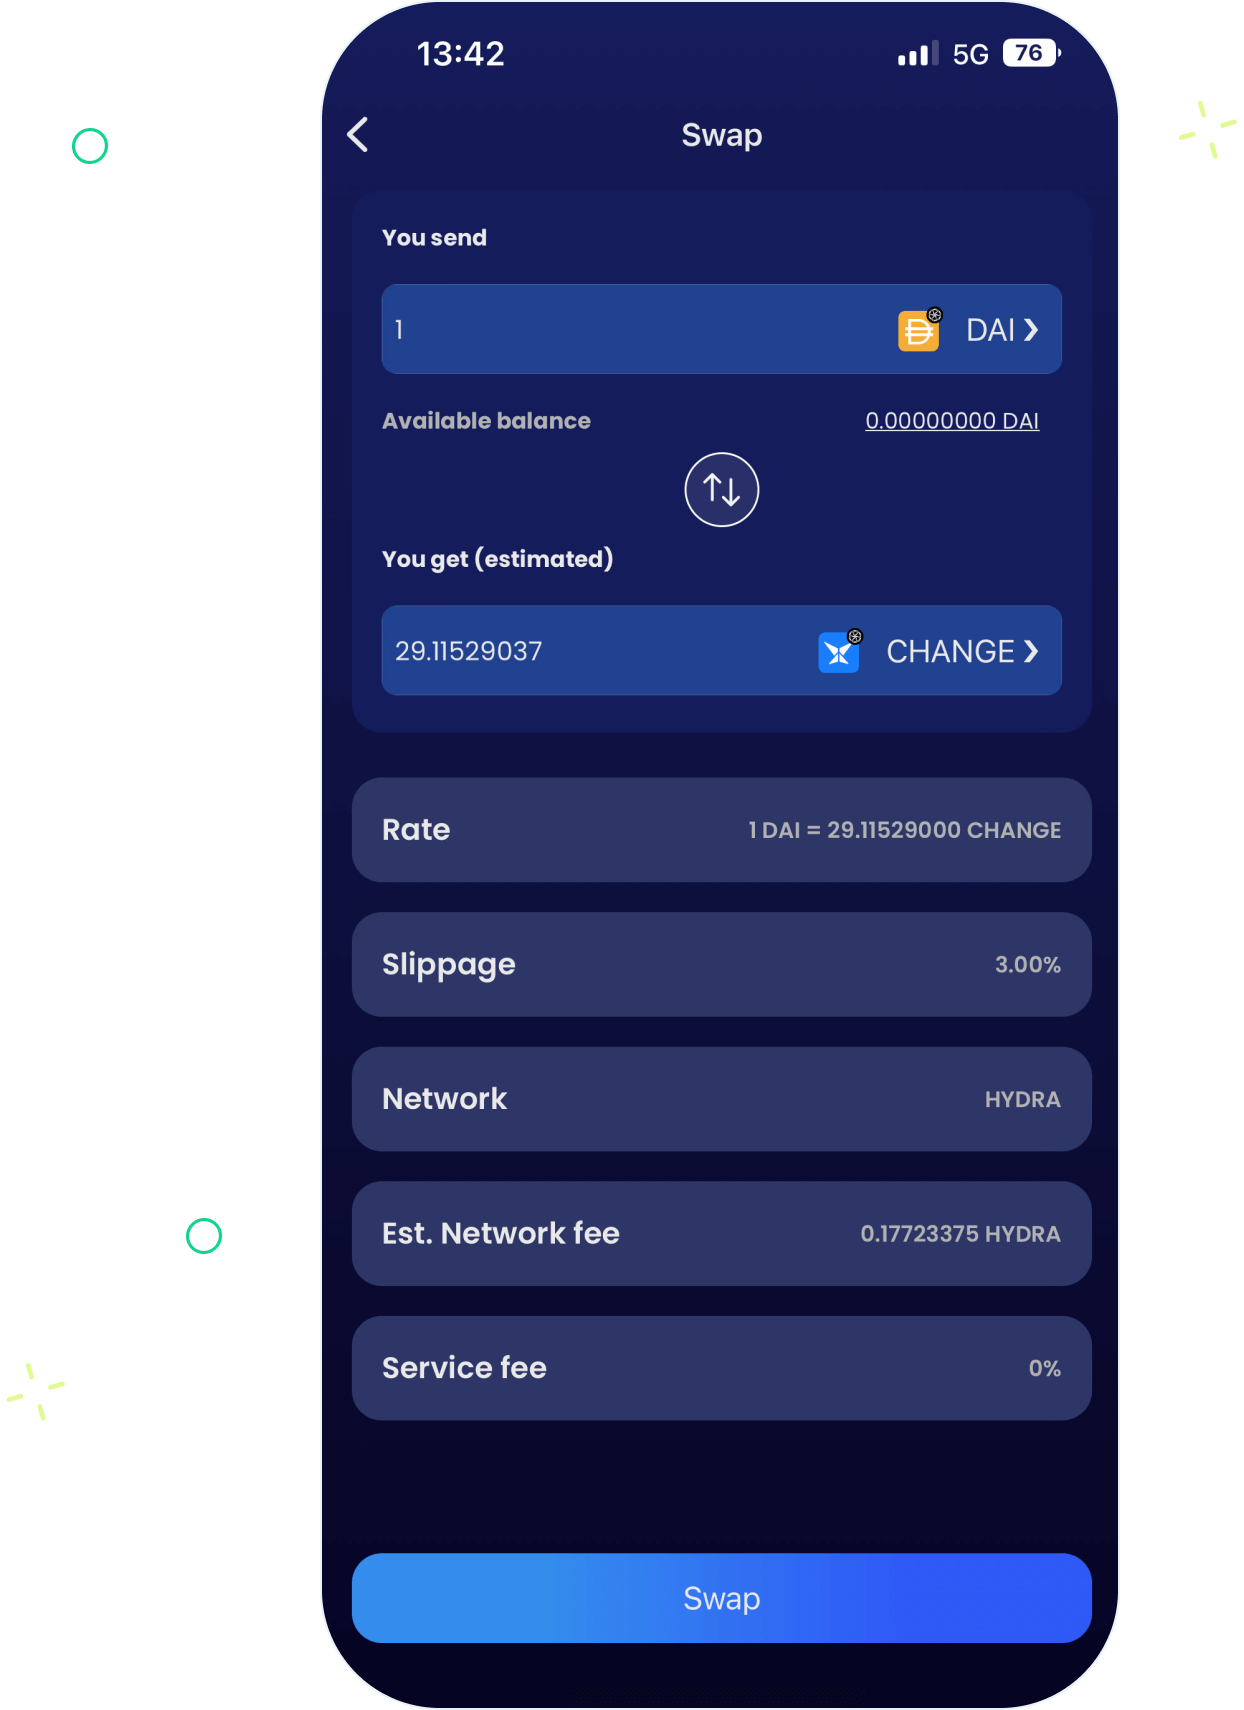 13:42 5G 76
Swap
You send
1 DAI
Available balance 0.00000000 DAI
You get (estimated)
29.11529037 CHANGE
Rate 1 DAI = 29.11529000 CHANGE
Slippage 3.00%
Network HYDRA
Est. Network fee 0.17723375 HYDRA
Service fee 0%
Swap